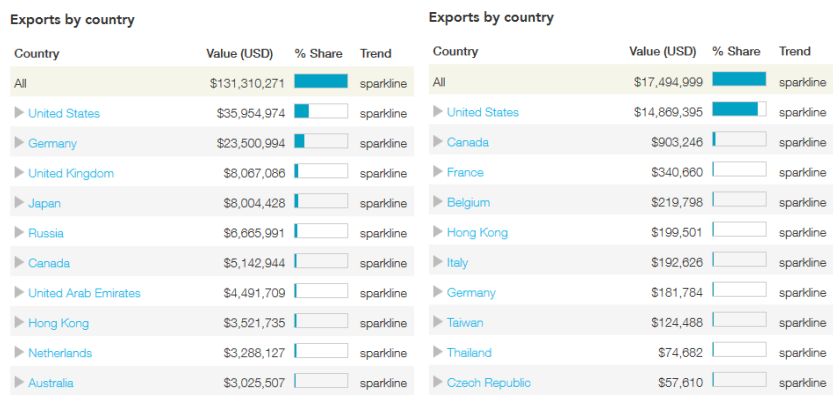 Exports by country
Country Value (USD) % Share Trend
All $131,310,271 sparkline
United States $35,954,974 sparkline
Germany $23,500,994 sparkline
United Kingdom $8,067,086 sparkline
Japan $8,004,428 sparkline
Russia $6,665,991 sparkline
Canada $5,142,944 sparkline
United Arab Emirates $4,491,709 sparkline
Hong Kong $3,521,735 sparkline
Netherlands $3,288,127 sparkline
Australia $3,025,507 sparkline
Exports by country
Country Value (USD) % Share Trend
All $17,494,999 sparkline
United States $14,869,395 sparkline
Canada $903,246 sparkline
France $340,660 sparkline
Belgium $219,798 sparkline
Hong Kong $199,501 sparkline
Italy $192,626 sparkline
Germany $181,784 sparkline
Taiwan $124,488 sparkline
Thailand $74,682 sparkline
Czech Republic $57,610 sparkline